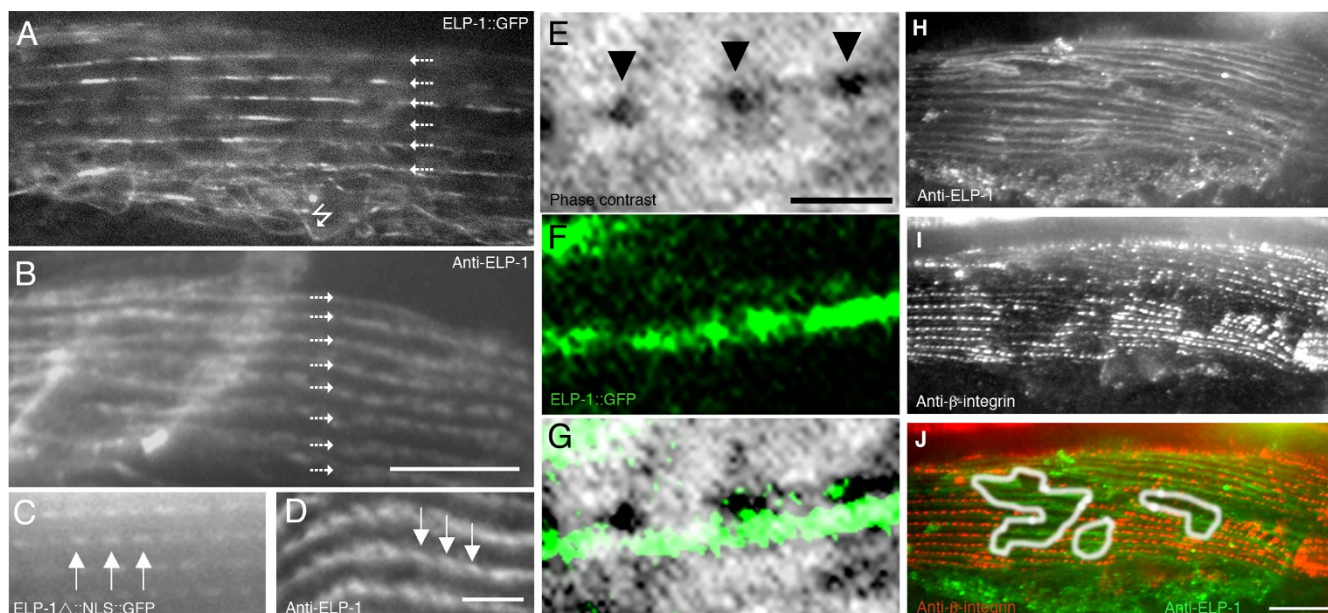 A
ELP-1::GFP
B
Anti-ELP-1
C
ELP-1△::NLS::GFP
D
Anti-ELP-1
E
Phase contrast
F
ELP-1::GFP
G
H
Anti-ELP-1
I
Anti-β-integrin
J
Anti-β-integrin
Anti-ELP-1